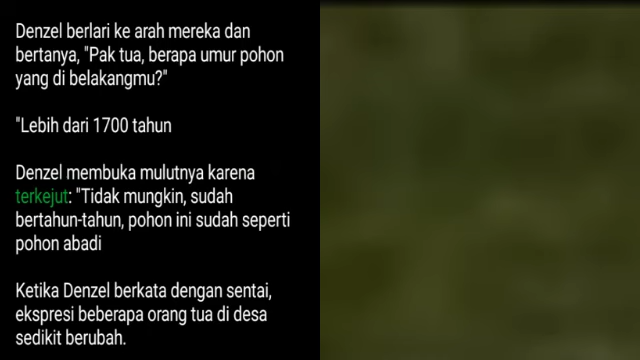 Denzel berlari ke arah mereka dan
bertanya, "Pak tua, berapa umur pohon
yang di belakangmu?"
"Lebih dari 1700 tahun
Denzel membuka mulutnya karena
terkejut: "Tidak mungkin, sudah
bertahun-tahun, pohon ini sudah seperti
pohon abadi
Ketika Denzel berkata dengan sentai,
ekspresi beberapa orang tua di desa
sedikit berubah.